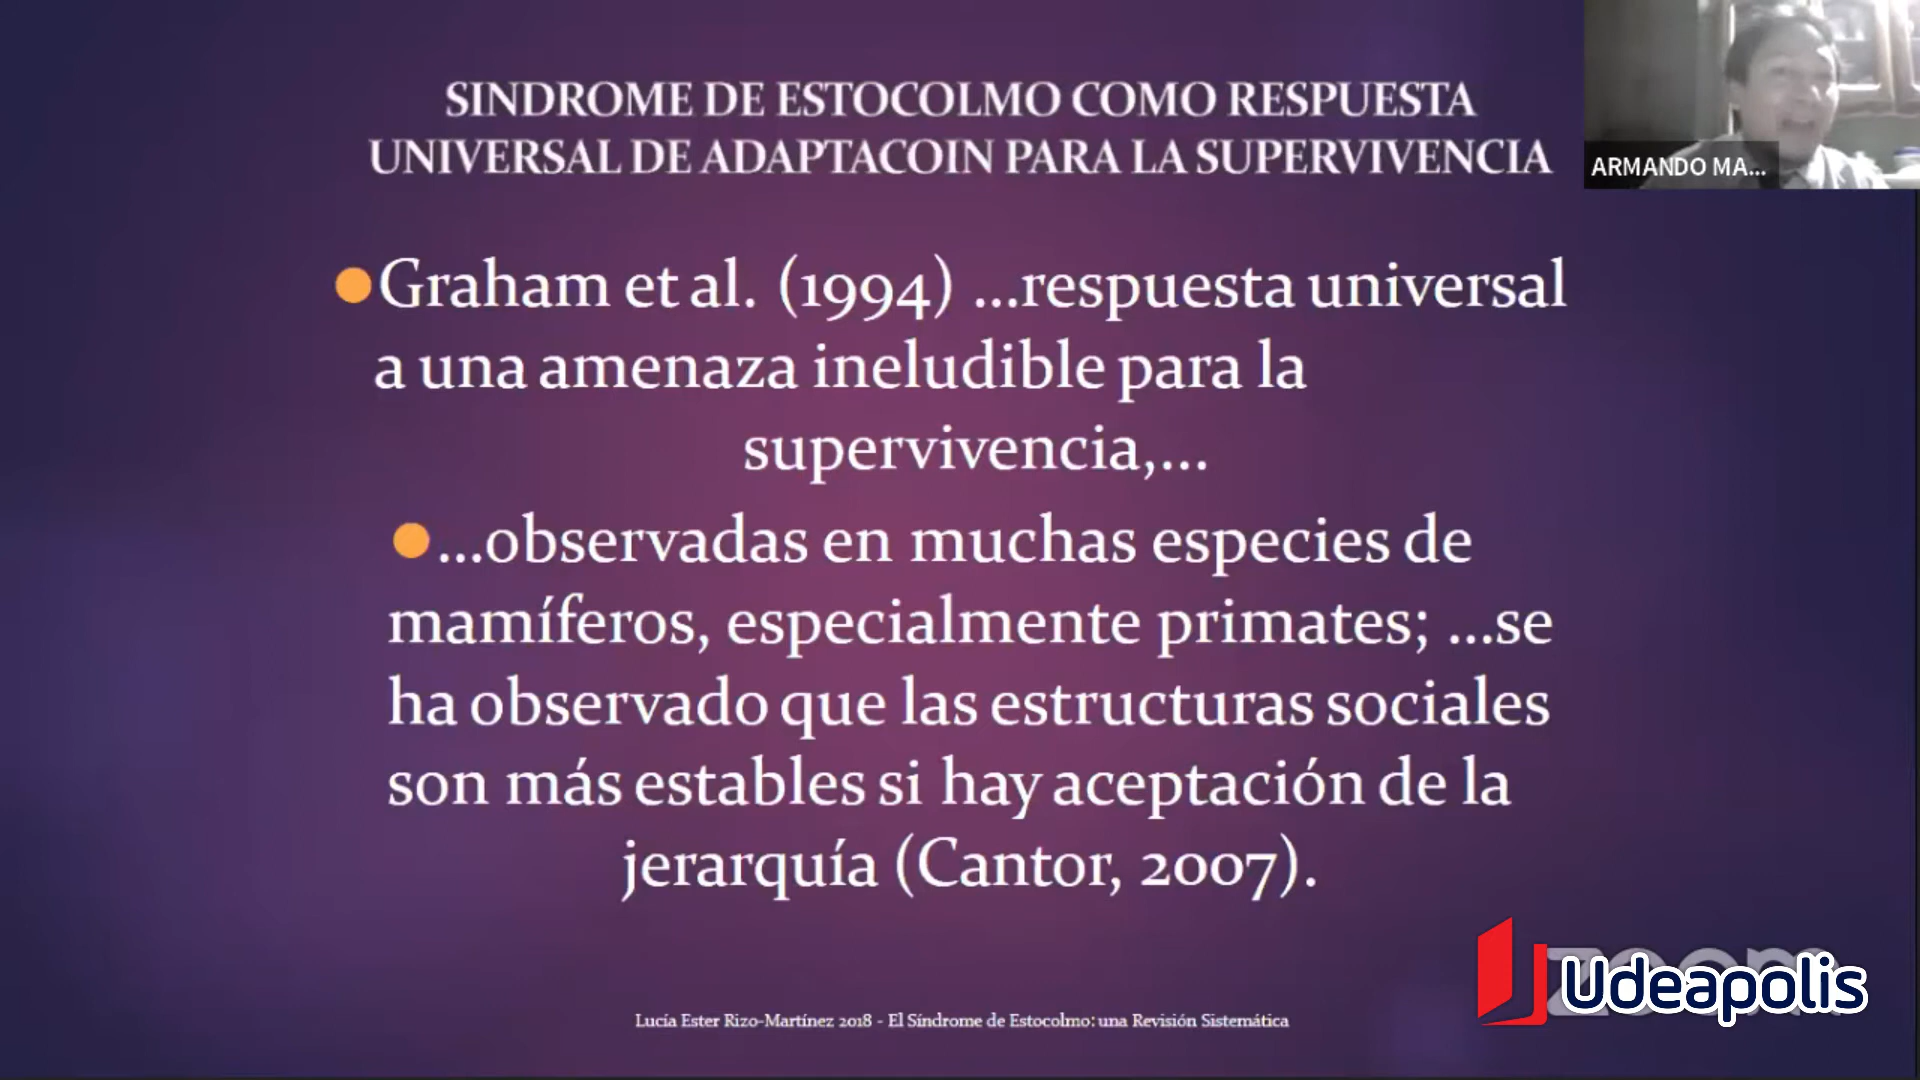 SINDROME DE ESTOCOLMO COMO RESPUESTA
UNIVERSAL DE ADAPTACOIN PARA LA SUPERVIVENCIA
ARMANDO MA...
Graham et al. (1994) ...respuesta universal
a una amenaza ineludible para la
supervivencia,...
...observadas en muchas especies de
mamíferos, especialmente primates; ...se
ha observado que las estructuras sociales
son más estables si hay aceptación de la
jerarquía (Cantor, 2007).
zoom
Udeapolis
Lucía Ester Rizo-Martínez 2018 - El Síndrome de Estocolmo: una Revisión Sistemática